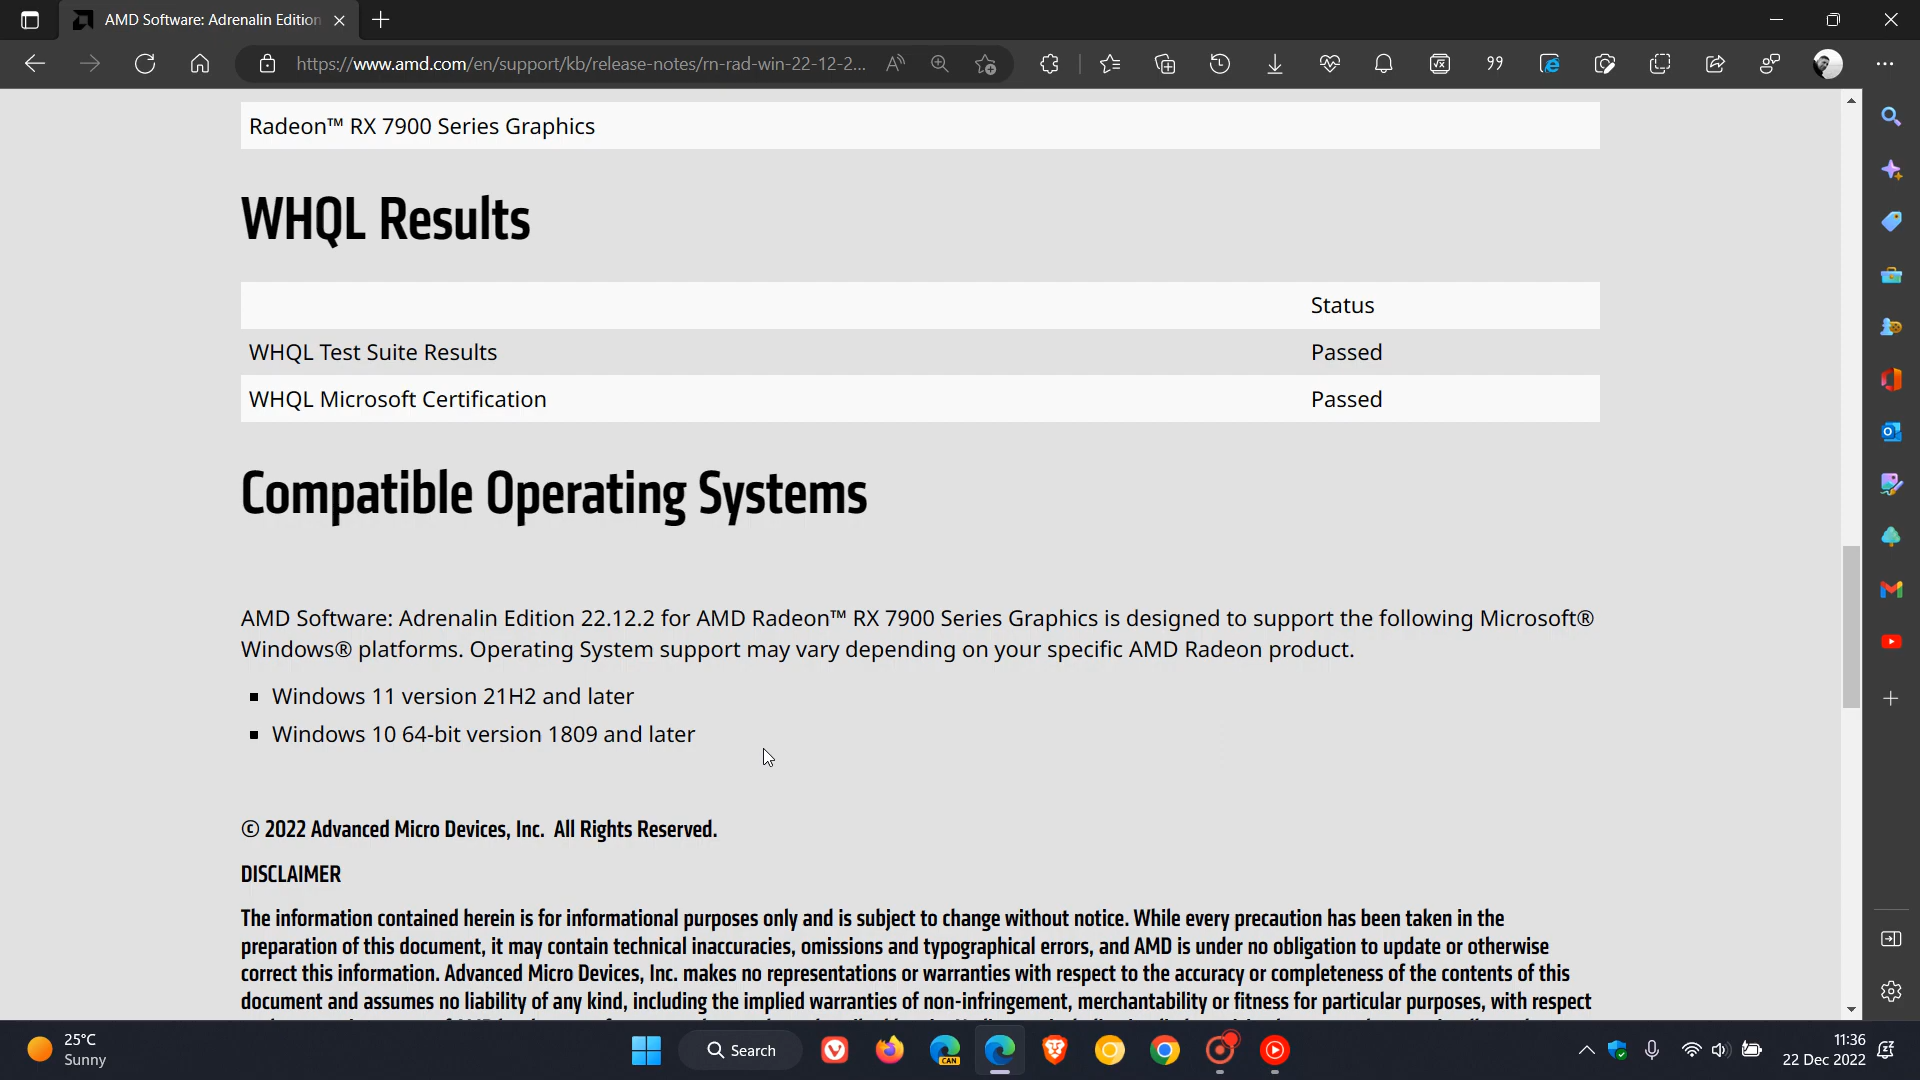 AMD Software: Adrenalin Edition
https://www.amd.com/en/support/kb/release-notes/rn-rad-win-22-12-2...
Radeon™ RX 7900 Series Graphics
WHQL Results
Status
WHQL Test Suite Results Passed
WHQL Microsoft Certification Passed
Compatible Operating Systems
AMD Software: Adrenalin Edition 22.12.2 for AMD Radeon™ RX 7900 Series Graphics is designed to support the following Microsoft®
Windows® platforms. Operating System support may vary depending on your specific AMD Radeon product.
Windows 11 version 21H2 and later
Windows 10 64-bit version 1809 and later
© 2022 Advanced Micro Devices, Inc. All Rights Reserved.
DISCLAIMER
The information contained herein is for informational purposes only and is subject to change without notice. While every precaution has been taken in the
preparation of this document, it may contain technical inaccuracies, omissions and typographical errors, and AMD is under no obligation to update or otherwise
correct this information. Advanced Micro Devices, Inc. makes no representations or warranties with respect to the accuracy or completeness of the contents of this
document and assumes no liability of any kind, including the implied warranties of non-infringement, merchantability or fitness for particular purposes, with respect
25°C
Sunny
Search
CAN
11:36
22 Dec 2022